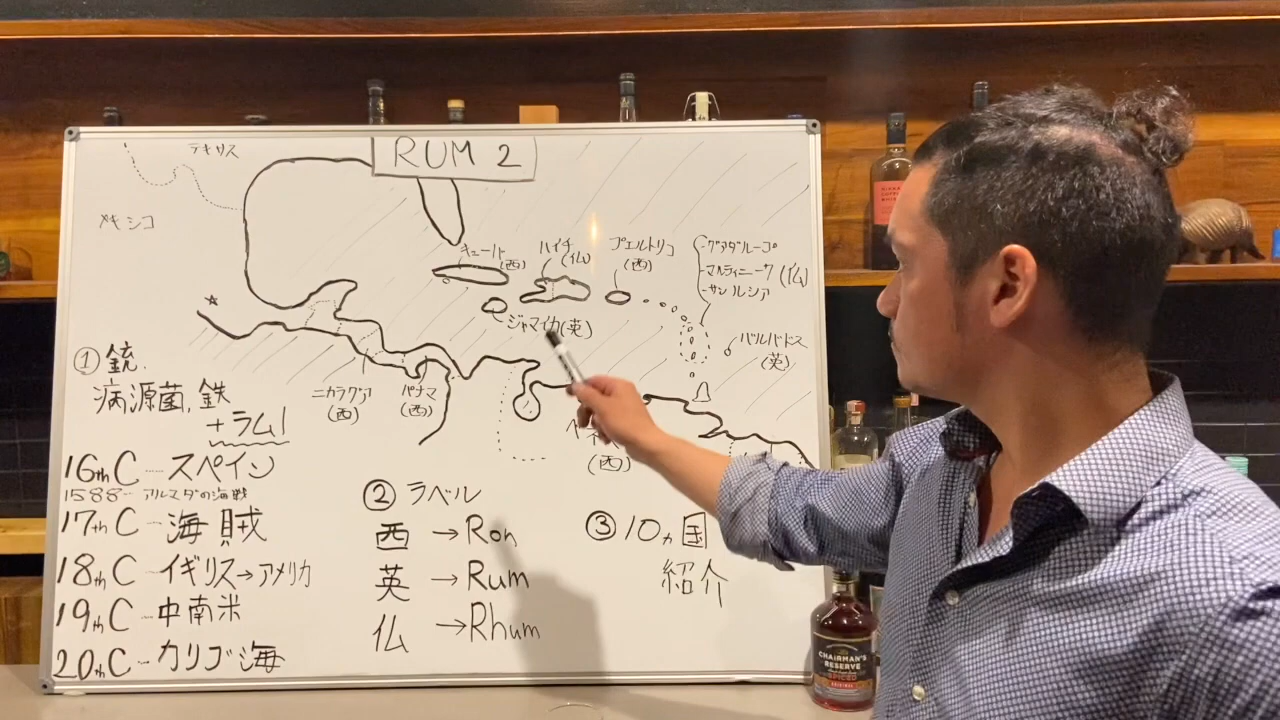 RUM 2
テキサス
メキシコ
キューバ
(西)
ハイチ
(仏)
プエルトリコ
(西)
-グアダループ
-マルティニーク (仏)
-サンルシア
ジャマイカ(英)
バルバドス
(英)
ニカラグア
(西)
パナマ
(西)
(西)
① 銃.
病源菌, 鉄
+ラム!
16th C … スペイン
1588… アルマダの海戦
17th C … 海賊
18th C … イギリス→アメリカ
19th C … 中南米
20th C … カリブ海
② ラベル
西 → Ron
英 → Rum
仏 → Rhum
③ 10ヵ国
紹介
CHAIRMAN'S
RESERVE
SPICED
ORIGINAL